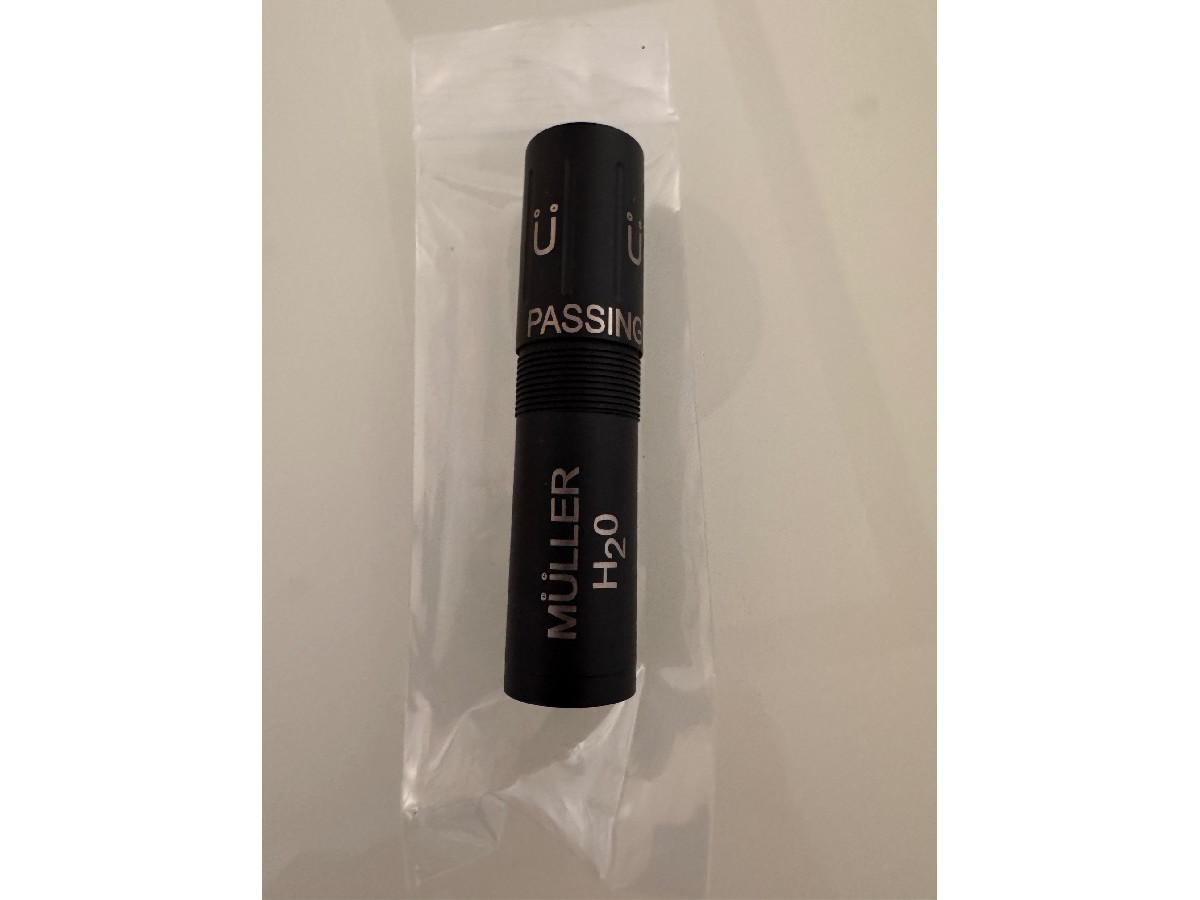 Ü Ü
PASSING
MÜLLER
H₂0